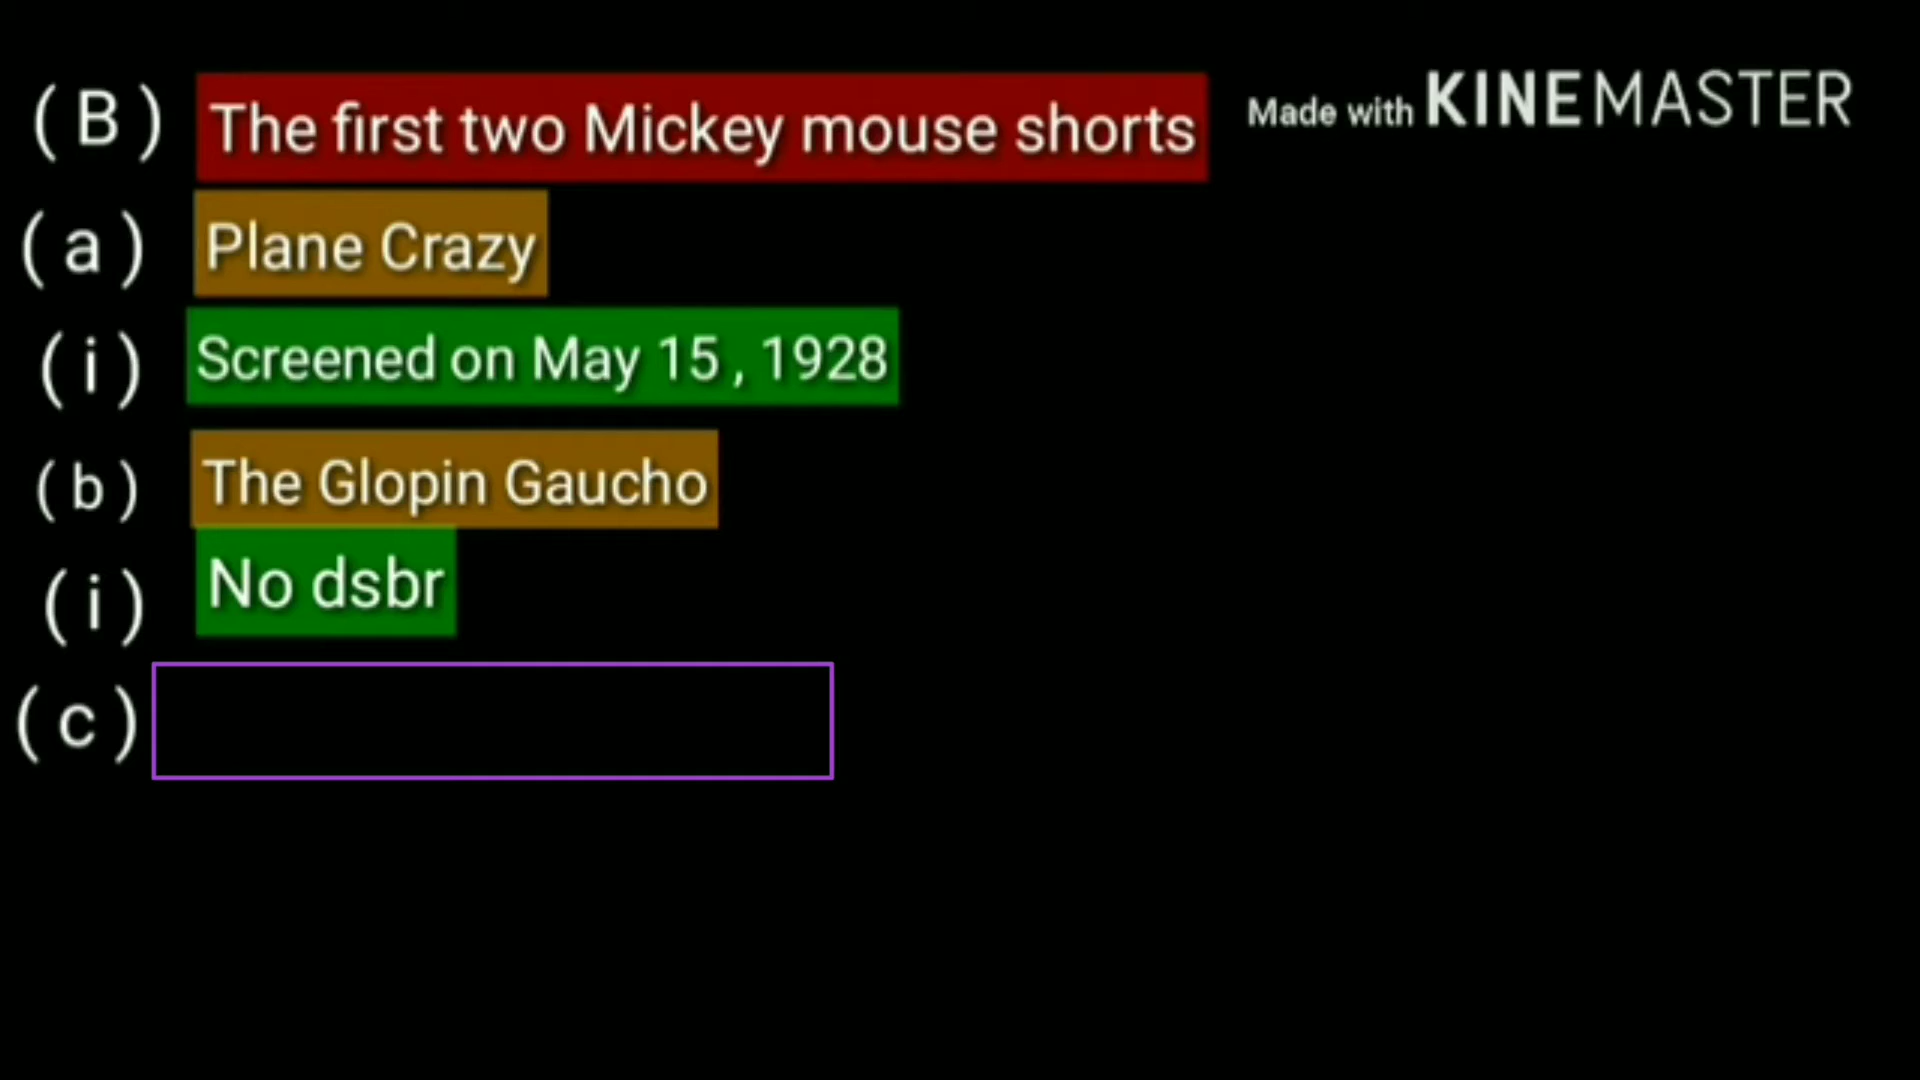 ( B ) The first two Mickey mouse shorts
Made with KINEMASTER
( a ) Plane Crazy
( i ) Screened on May 15 , 1928
( b ) The Glopin Gaucho
( i ) No dsbr
( c )